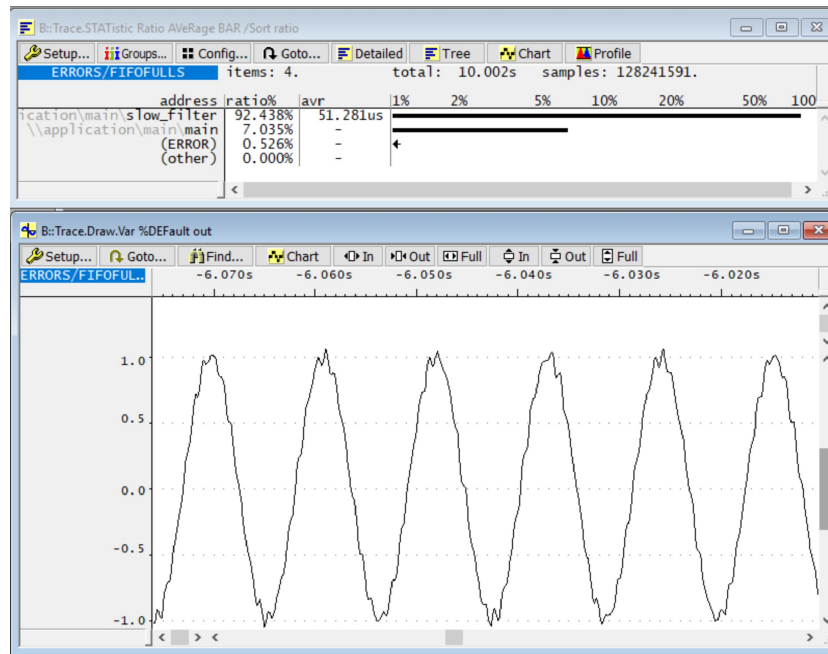 B::Trace.STATistic Ratio AVeRage BAR /Sort ratio
Setup... Groups... Config... Goto... Detailed Tree Chart Profile
ERRORS/FIFOFULLS items: 4. total: 10.002s samples: 128241591.
address ratio% avr 1% 2% 5% 10% 20% 50% 100
ication\main\slow_filter 92.438% 51.281us
\\application\main\main 7.035% -
(ERROR) 0.526% -
(other) 0.000% -
B::Trace.Draw.Var %DEFault out
Setup... Goto... Find... Chart In Out Full In Out Full
ERRORS/FIFOFUL.. -6.070s -6.060s -6.050s -6.040s -6.030s -6.020s
1.0
0.5
0.0
-0.5
-1.0